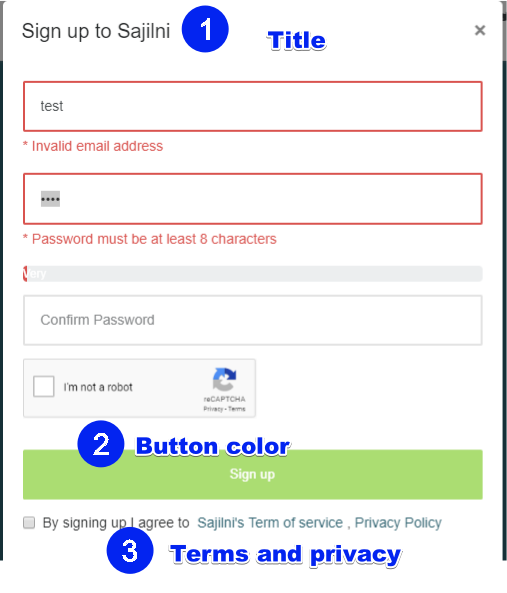 Sign up to Sajilni 1 Title ×
test
* Invalid email address
••••
* Password must be at least 8 characters
Very
Confirm Password
I'm not a robot
reCAPTCHA
Privacy - Terms
2 Button color
Sign up
By signing up I agree to Sajilni's Term of service , Privacy Policy
3 Terms and privacy